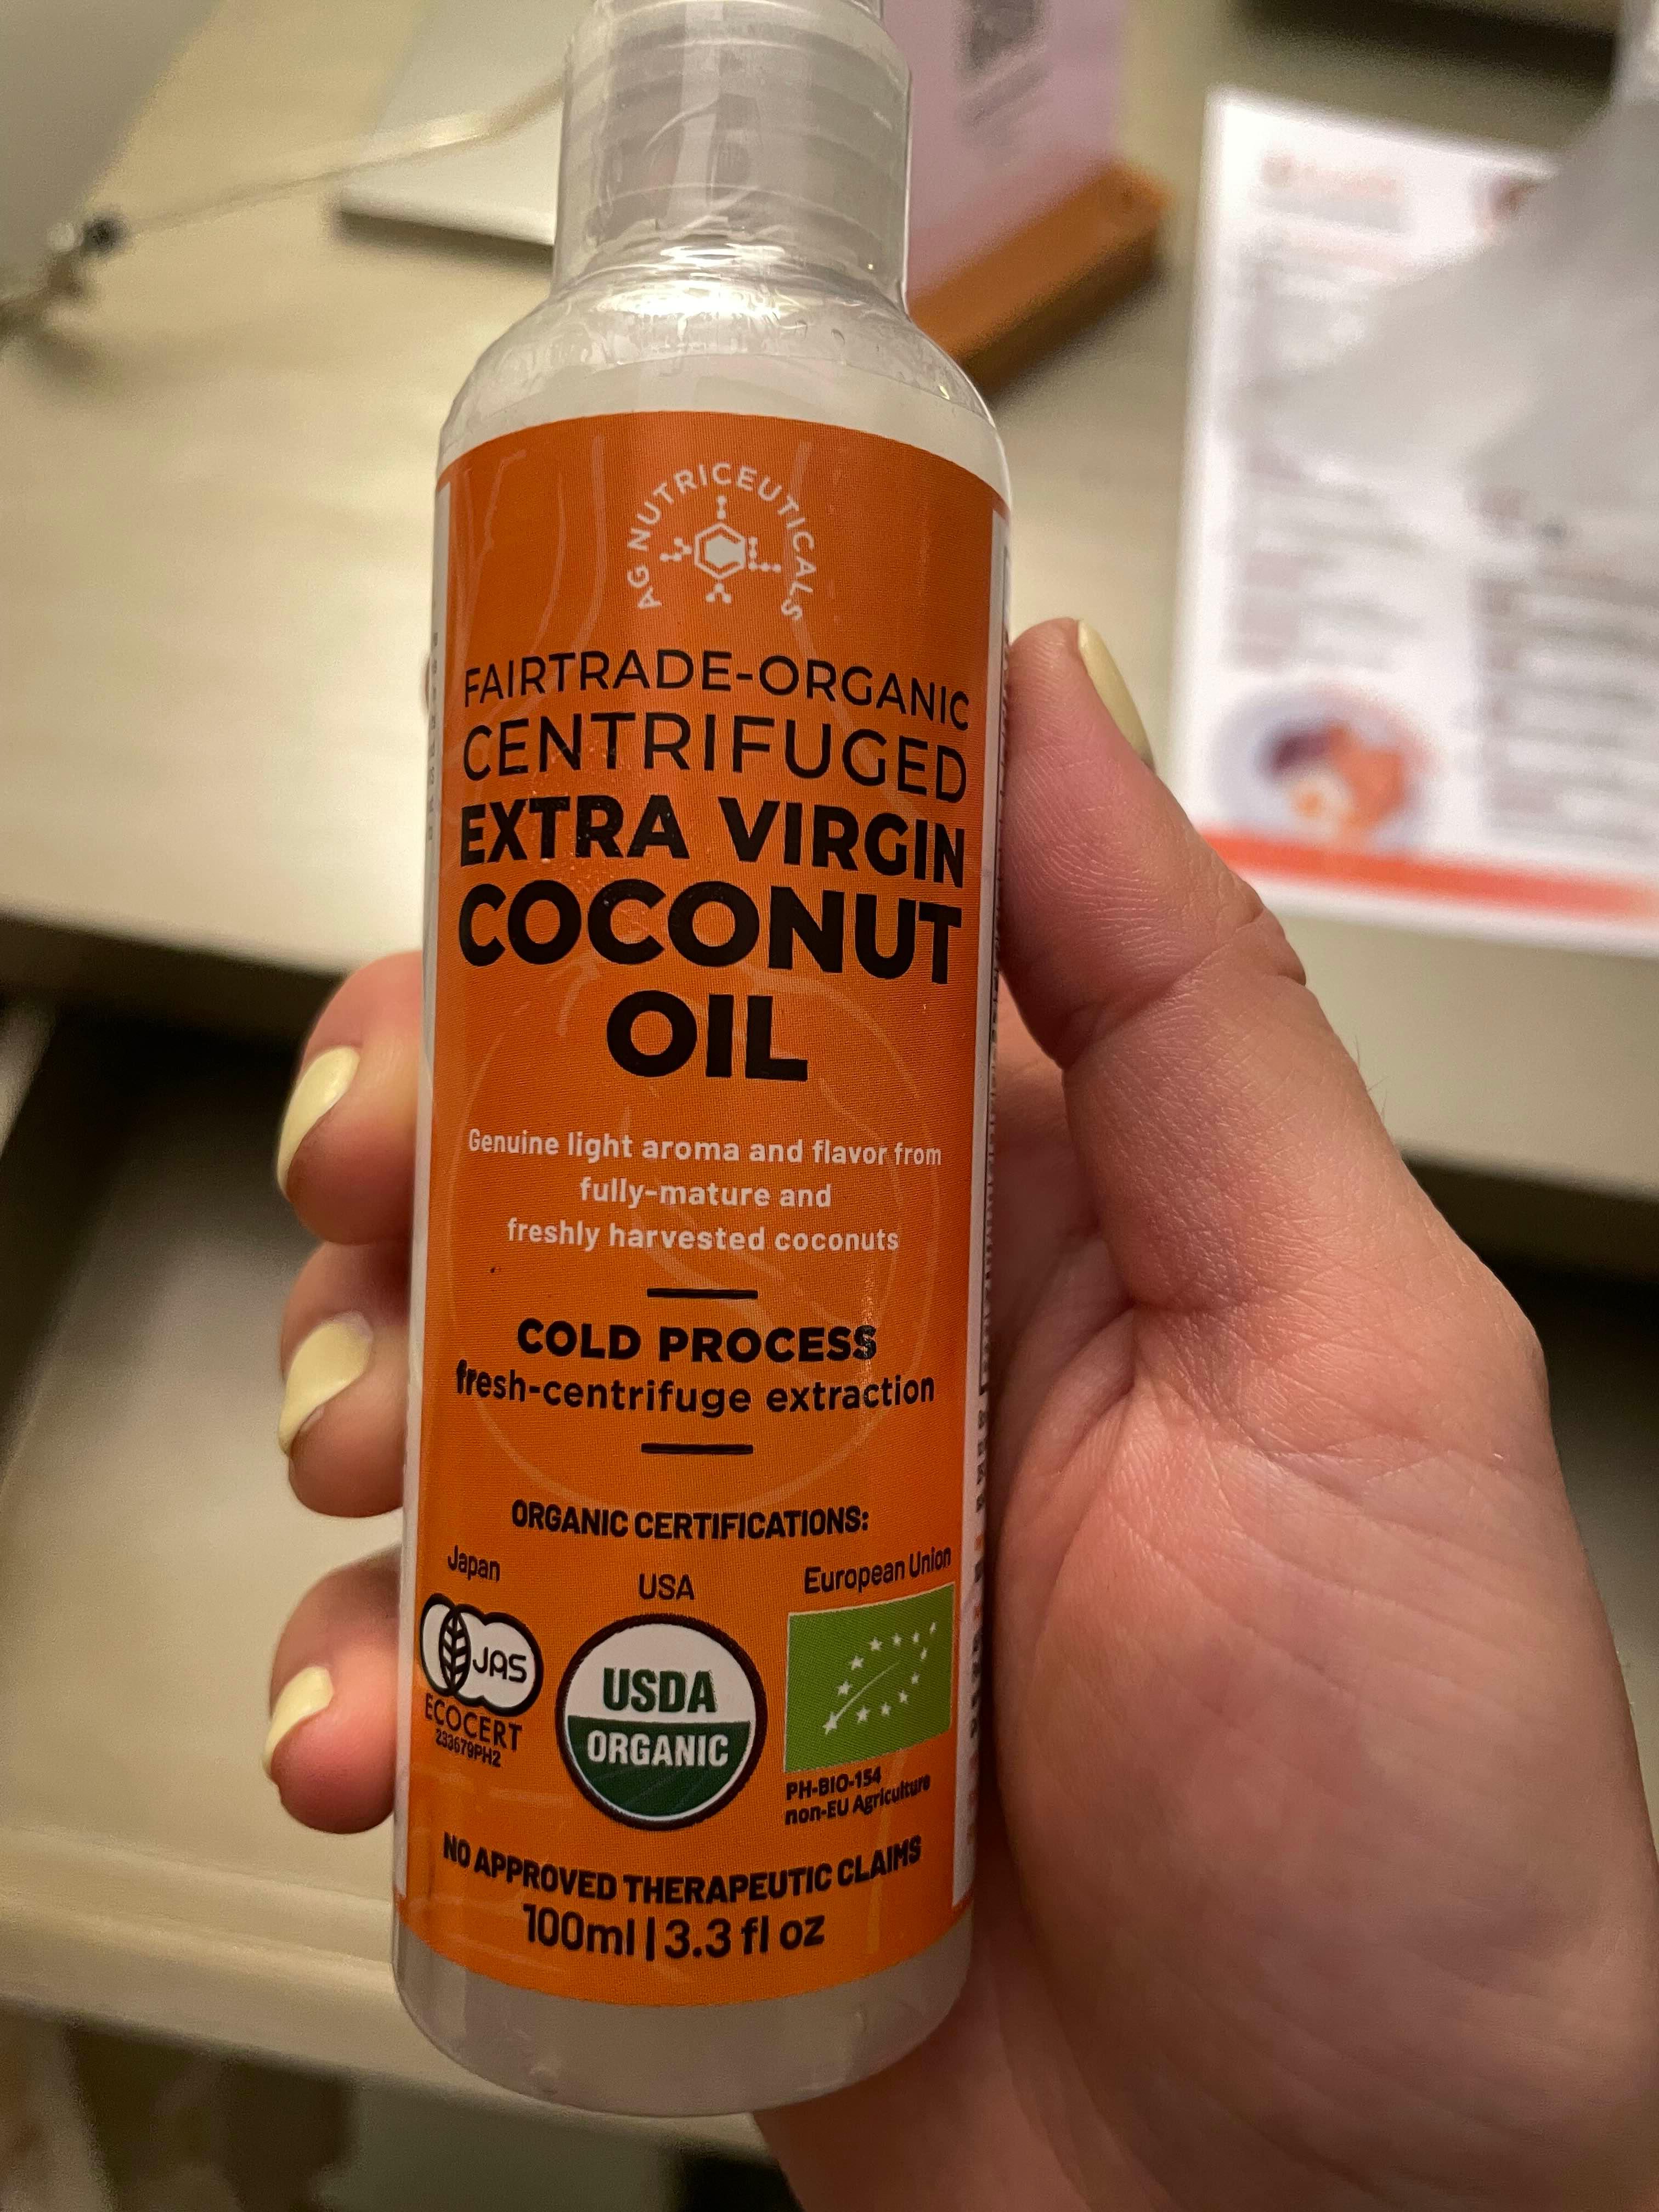 AG NUTRICEUTICALS
FAIRTRADE-ORGANIC
CENTRIFUGED
EXTRA VIRGIN
COCONUT
OIL
Genuine light aroma and flavor from
fully-mature and
freshly harvested coconuts
COLD PROCESS
fresh-centrifuge extraction
ORGANIC CERTIFICATIONS:
Japan
JAS
ECOCERT
233679PH2
USA
USDA
ORGANIC
European Union
PH-BIO-154
non-EU Agriculture
NO APPROVED THERAPEUTIC CLAIMS
100ml | 3.3 fl oz